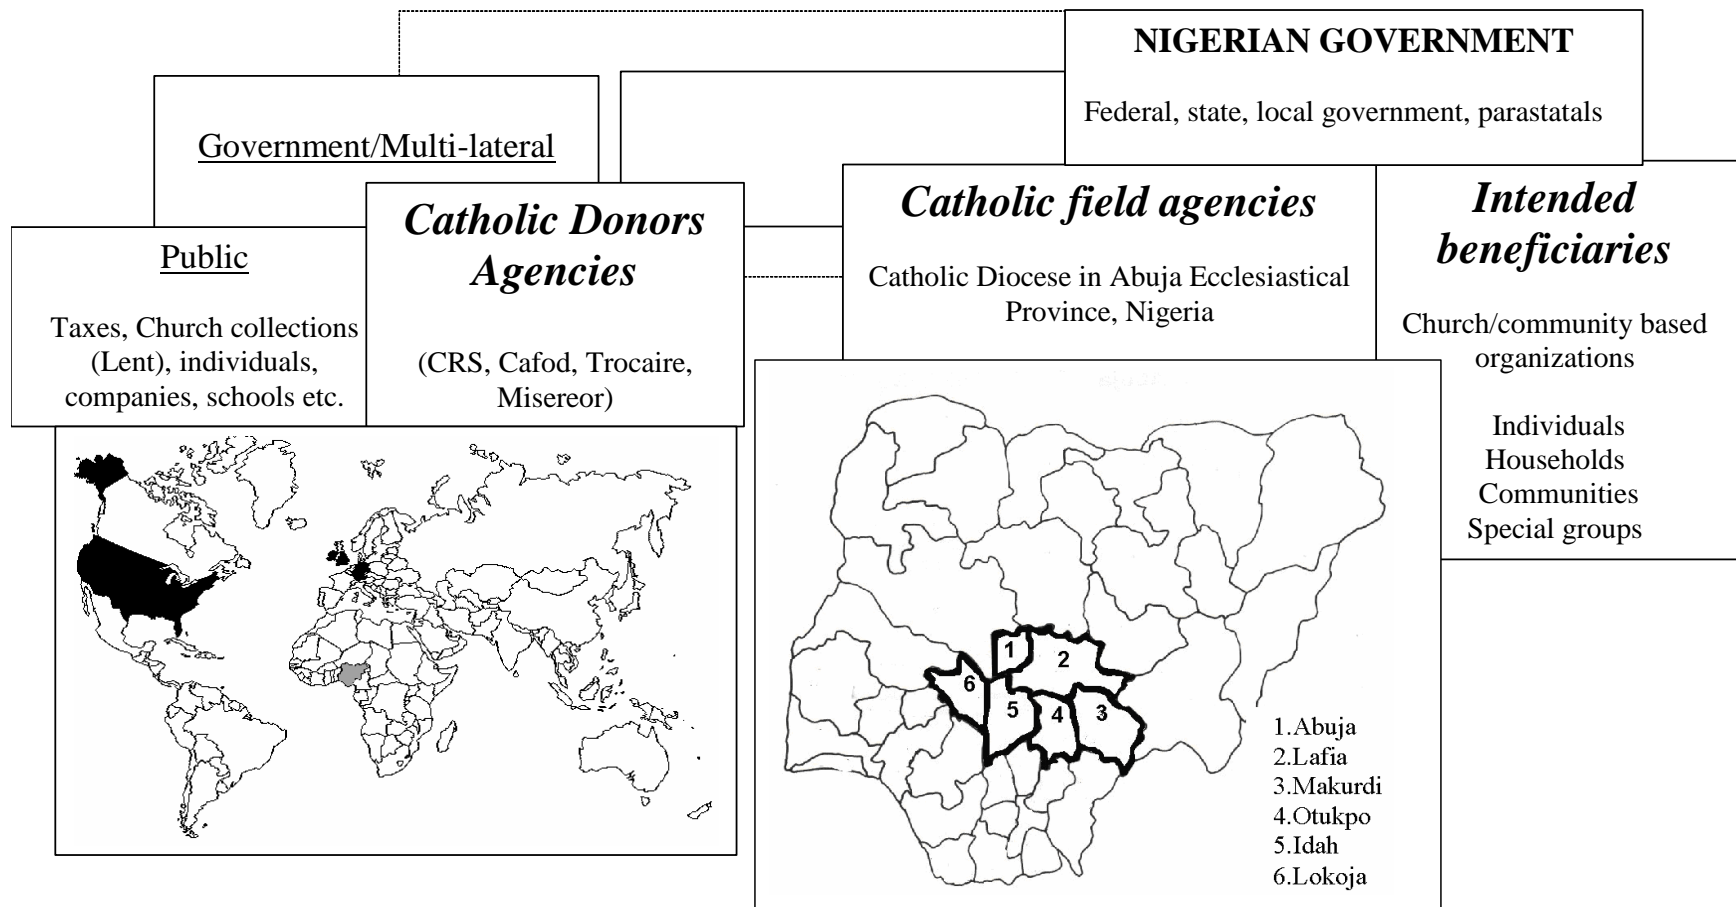 NIGERIAN GOVERNMENT
Federal, state, local government, parastatals
Government/Multi-lateral
Public
Taxes, Church collections
(Lent), individuals,
companies, schools etc.
Catholic Donors
Agencies
(CRS, Cafod, Trocaire,
Misereor)
Catholic field agencies
Catholic Diocese in Abuja Ecclesiastical
Province, Nigeria
Intended
beneficiaries
Church/community based
organizations
Individuals
Households
Communities
Special groups
1
2
6
5
4
3
1.Abuja
2.Lafia
3.Makurdi
4.Otukpo
5.Idah
6.Lokoja